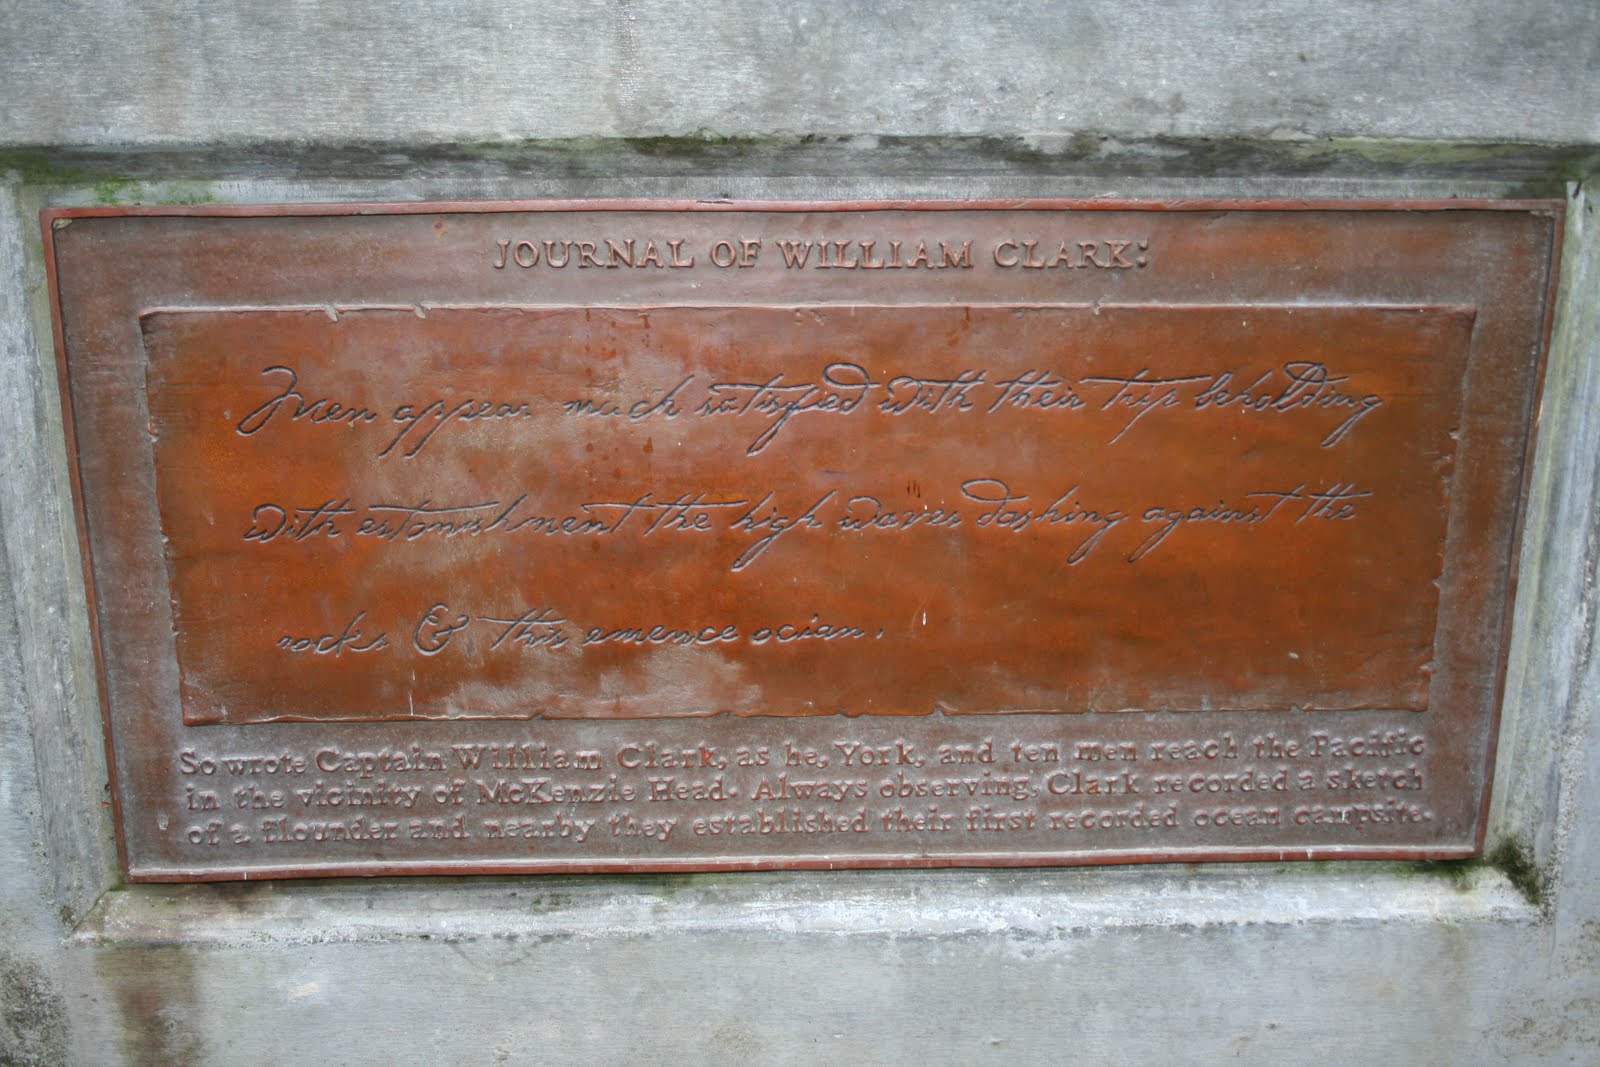 JOURNAL OF WILLIAM CLARK:
Men appear much satisfied with their trip beholding
with estonishment the high waves dashing against the
rocks & this emence ocian.
So wrote Captain William Clark, as he, York, and ten men reach the Pacific
in the vicinity of McKenzie Head. Always observing, Clark recorded a sketch
of a flounder and nearby they established their first recorded ocean campsite.